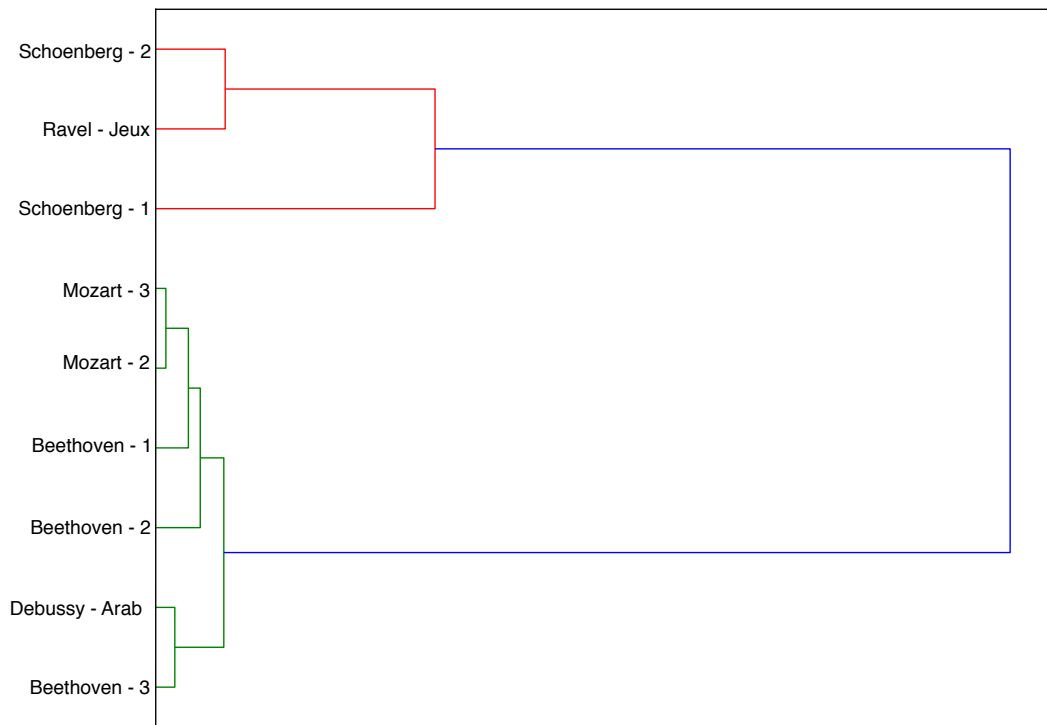 Schoenberg - 2
Ravel - Jeux
Schoenberg - 1
Mozart - 3
Mozart - 2
Beethoven - 1
Beethoven - 2
Debussy - Arab
Beethoven - 3